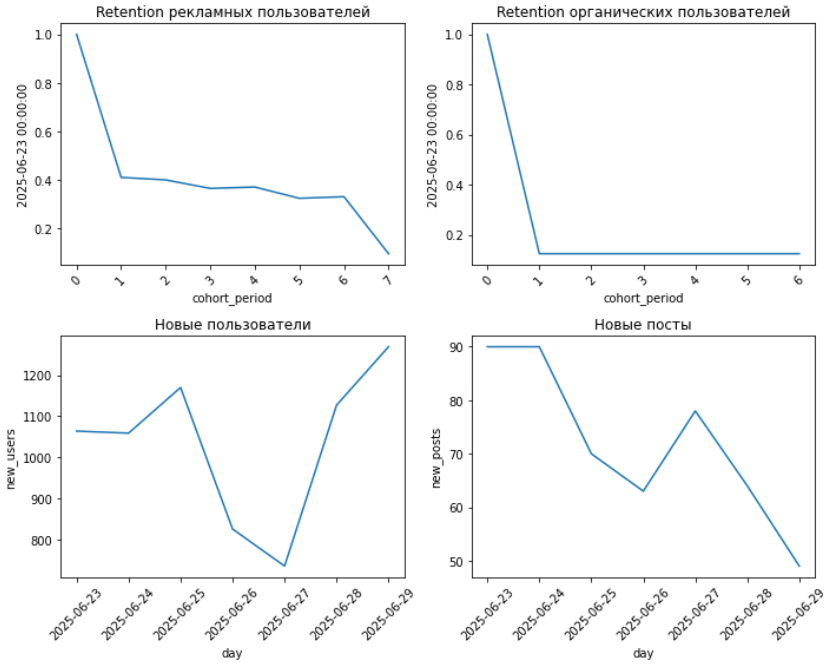 Retention рекламных пользователей
1.0
0.8
0.6
0.4
0.2
2025-06-23 00:00:00
0 1 2 3 4 5 6 7
cohort_period
Retention органических пользователей
1.0
0.8
0.6
0.4
0.2
2025-06-23 00:00:00
0 1 2 3 4 5 6
cohort_period
Новые пользователи
1200
1100
1000
900
800
new_users
2025-06-23 2025-06-24 2025-06-25 2025-06-26 2025-06-27 2025-06-28 2025-06-29
day
Новые посты
90
80
70
60
50
new_posts
2025-06-23 2025-06-24 2025-06-25 2025-06-26 2025-06-27 2025-06-28 2025-06-29
day